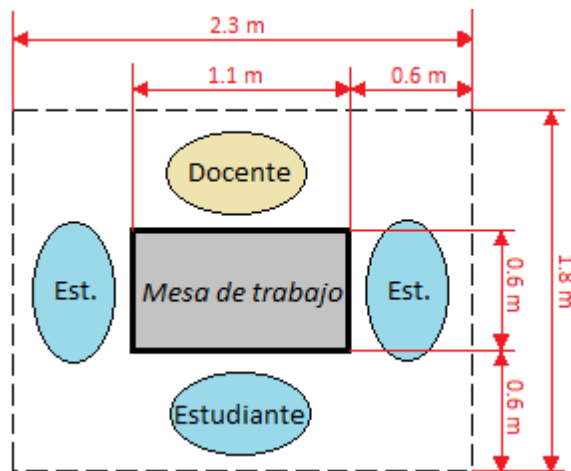 2.3 m
1.1 m
0.6 m
Docente
Est.
Mesa de trabajo
Est.
0.6 m
1.8 m
Estudiante
0.6 m